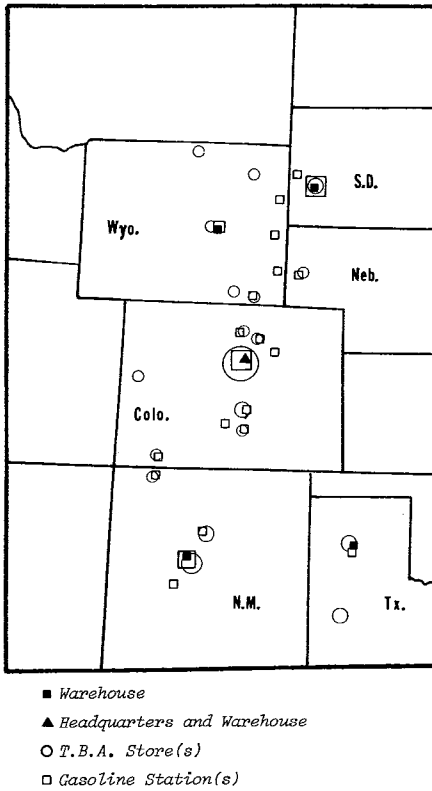 S.D.
Wyo.
Neb.
Colo.
N.M.
Tx.
■ Warehouse
▲ Headquarters and Warehouse
○ T.B.A. Store(s)
□ Gasoline Station(s)